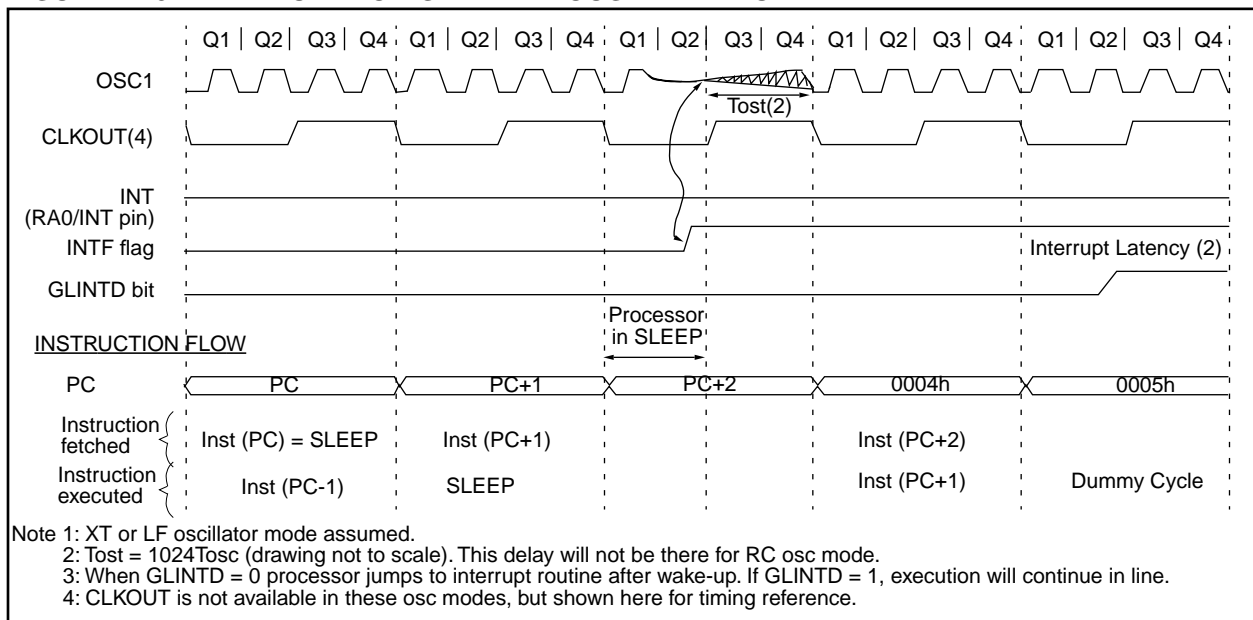 Q1 | Q2 | Q3 | Q4 Q1 | Q2 | Q3 | Q4 Q1 | Q2 | Q3 | Q4 Q1 | Q2 | Q3 | Q4 Q1 | Q2 | Q3 | Q4
OSC1
Tost(2)
CLKOUT(4)
INT
(RA0/INT pin)
INTF flag
Interrupt Latency (2)
GLINTD bit
Processor
in SLEEP
INSTRUCTION FLOW
PC PC PC+1 PC+2 0004h 0005h
Instruction
fetched
Inst (PC) = SLEEP Inst (PC+1) Inst (PC+2)
Instruction
executed
Inst (PC-1) SLEEP Inst (PC+1) Dummy Cycle
Note 1: XT or LF oscillator mode assumed.
2: Tost = 1024Tosc (drawing not to scale). This delay will not be there for RC osc mode.
3: When GLINTD = 0 processor jumps to interrupt routine after wake-up. If GLINTD = 1, execution will continue in line.
4: CLKOUT is not available in these osc modes, but shown here for timing reference.